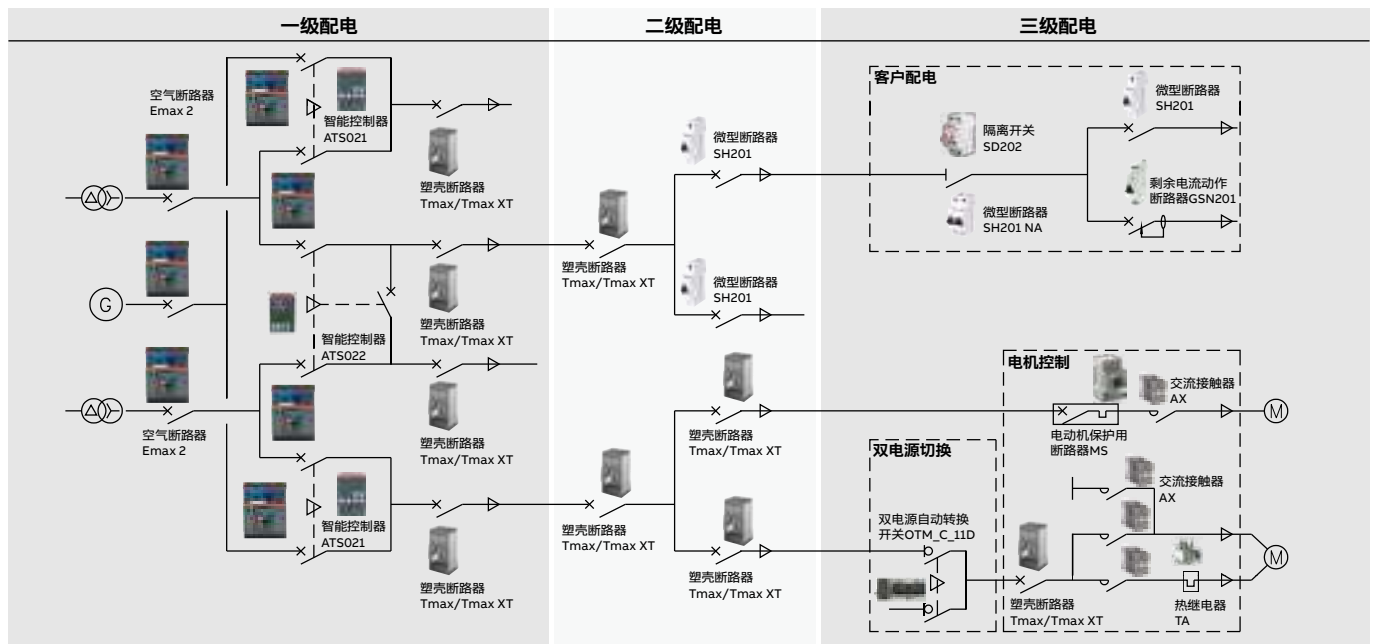 一级配电
二级配电
三级配电
空气断路器
Emax 2
智能控制器
ATS021
塑壳断路器
Tmax/Tmax XT
G
塑壳断路器
Tmax/Tmax XT
智能控制器
ATS022
空气断路器
Emax 2
塑壳断路器
Tmax/Tmax XT
智能控制器
ATS021
塑壳断路器
Tmax/Tmax XT
微型断路器
SH201
塑壳断路器
Tmax/Tmax XT
微型断路器
SH201
塑壳断路器
Tmax/Tmax XT
塑壳断路器
Tmax/Tmax XT
塑壳断路器
Tmax/Tmax XT
客户配电
微型断路器
SH201
隔离开关
SD202
剩余电流动作
断路器GSN201
微型断路器
SH201 NA
电机控制
交流接触器
AX
M
电动机保护用
断路器MS
双电源切换
交流接触器
AX
双电源自动转换
开关OTM_C_11D
M
塑壳断路器
Tmax/Tmax XT
热继电器
TA